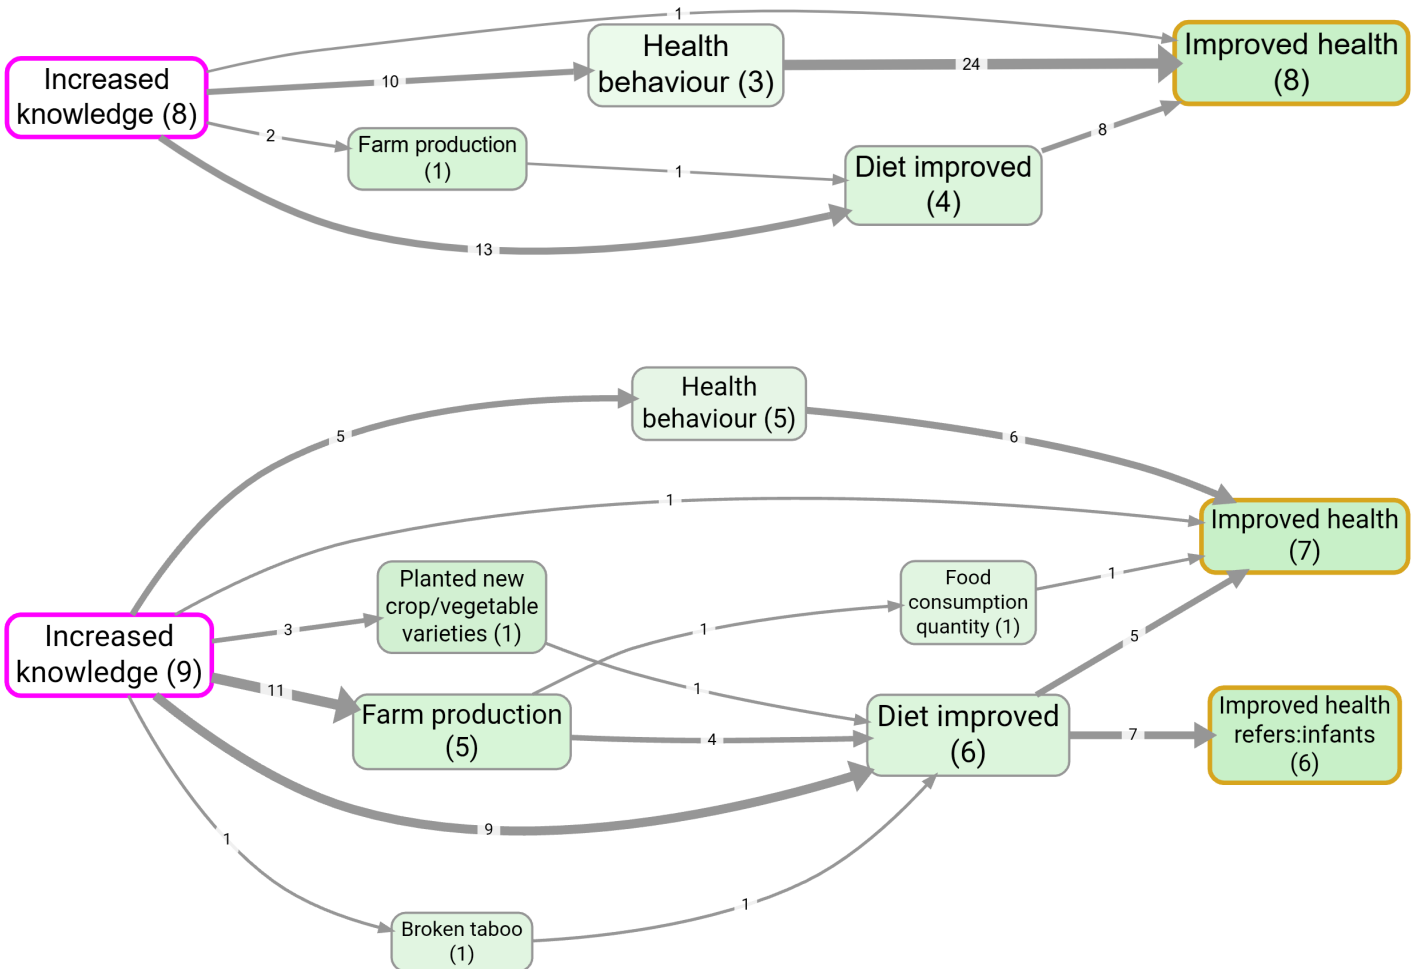 1
Health
behaviour (3)
Improved health
(8)
24
Increased
knowledge (8)
10
2
Farm production
(1)
1
8
Diet improved
(4)
13
Health
behaviour (5)
5
6
1
Improved health
(7)
Planted new
crop/vegetable
varieties (1)
Food
consumption
quantity (1)
1
Increased
knowledge (9)
3
1
5
11
1
Farm production
(5)
4
Diet improved
(6)
7
Improved health
refers:infants
(6)
9
1
1
Broken taboo
(1)